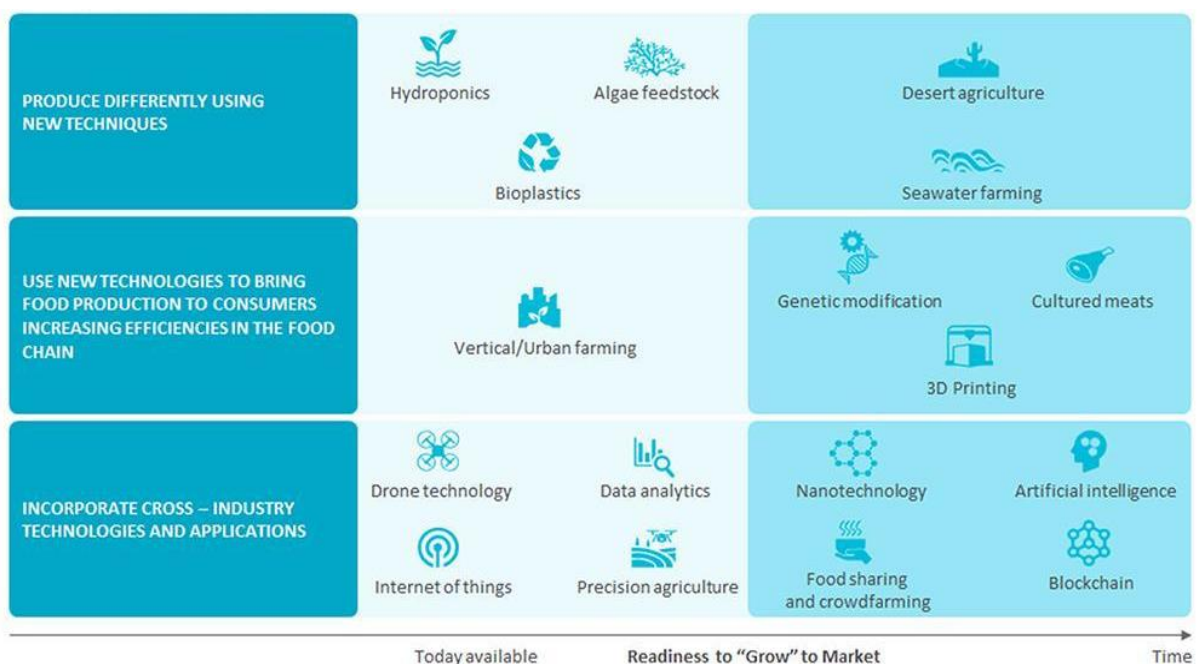 PRODUCE DIFFERENTLY USING
NEW TECHNIQUES
Hydroponics
Algae feedstock
Bioplastics
Desert agriculture
Seawater farming
USE NEW TECHNOLOGIES TO BRING
FOOD PRODUCTION TO CONSUMERS
INCREASING EFFICIENCIES IN THE FOOD
CHAIN
Vertical/Urban farming
Genetic modification
Cultured meats
3D Printing
INCORPORATE CROSS – INDUSTRY
TECHNOLOGIES AND APPLICATIONS
Drone technology
Data analytics
Internet of things
Precision agriculture
Nanotechnology
Artificial intelligence
Food sharing
and crowdfarming
Blockchain
Today available
Readiness to “Grow” to Market
Time